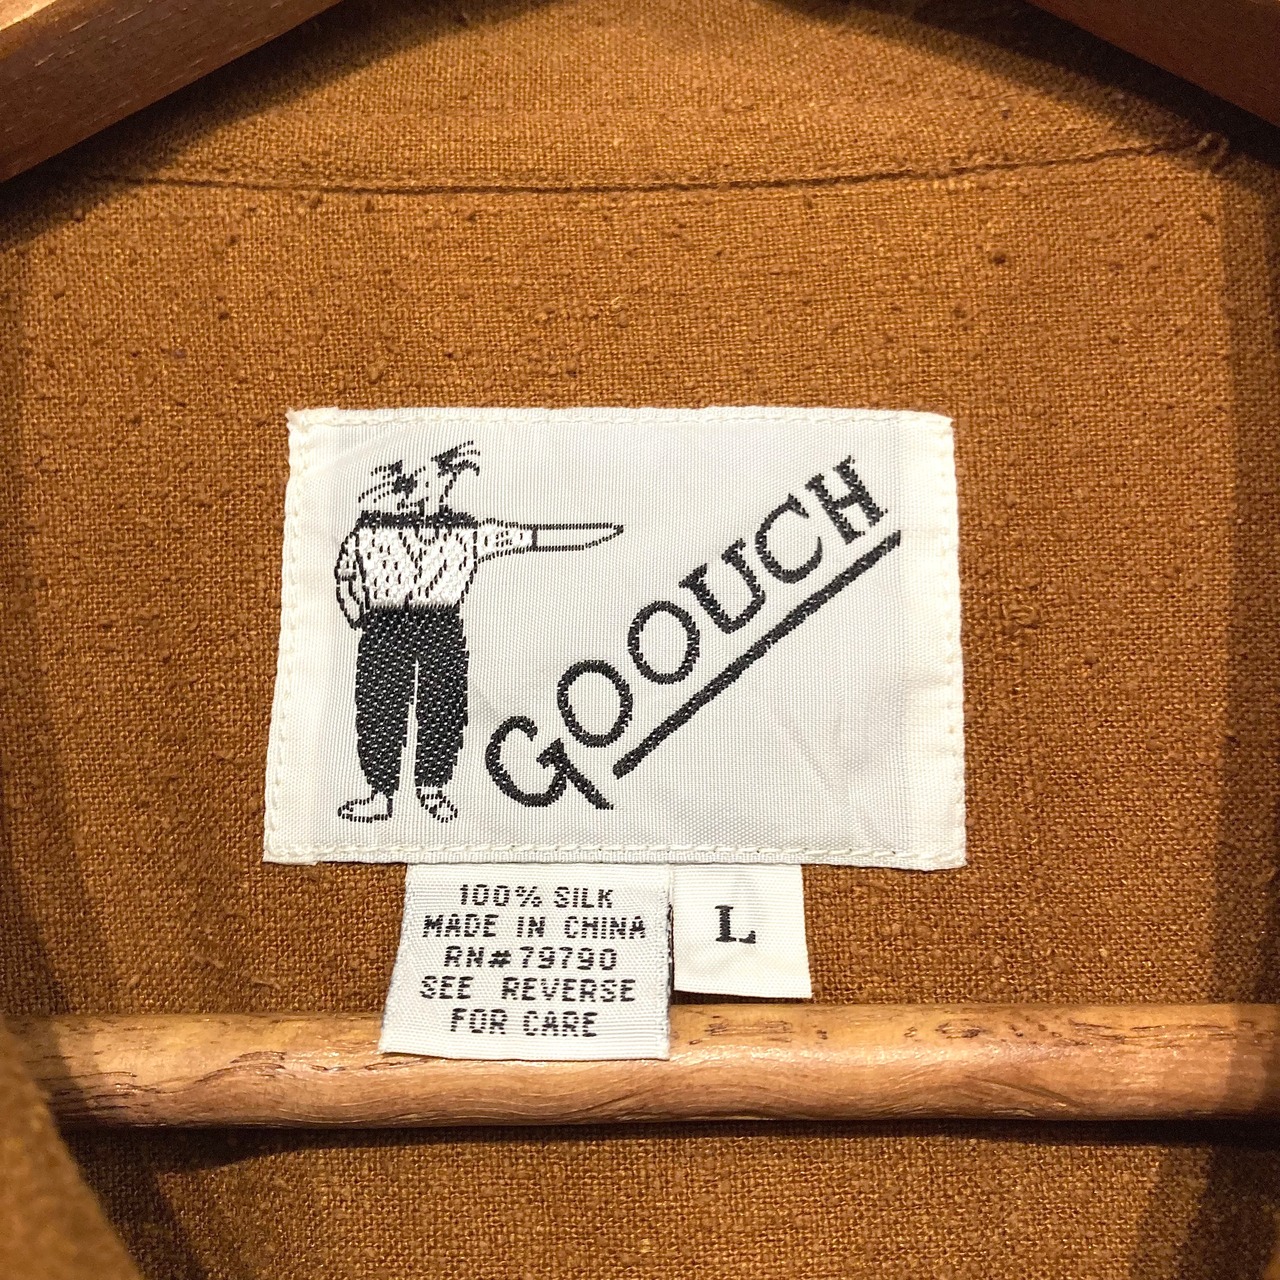 GOOUCH
100% SILK
MADE IN CHINA
RN#79790
SEE REVERSE
FOR CARE
L